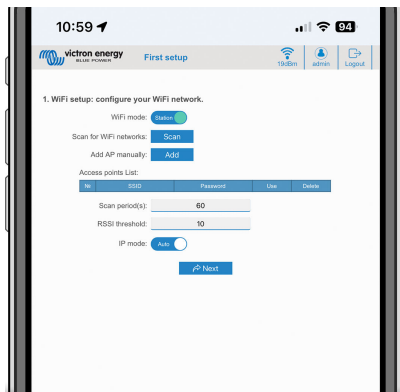 10:59
94
victron energy
BLUE POWER
First setup
19dBm
admin
Logout
1. WiFi setup: configure your WiFi network.
WiFi mode: Station
Scan for WiFi networks: Scan
Add AP manually: Add
Access points List:
№ SSID Password Use Delete
Scan period(s): 60
RSSI threshold: 10
IP mode: Auto
Next